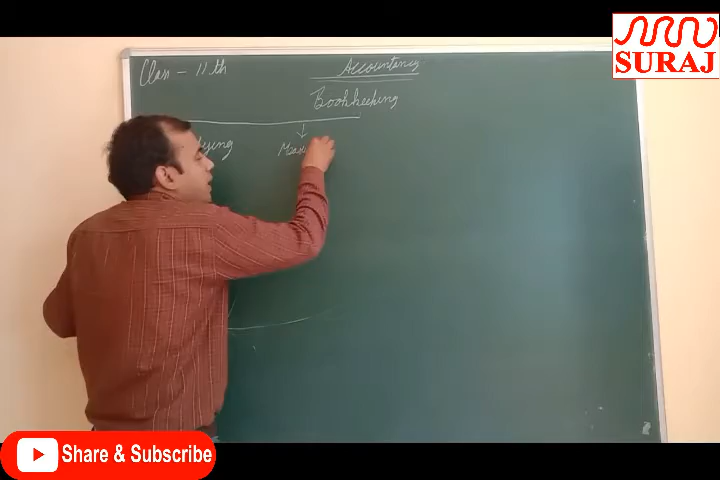 SURAJ
Class - 11th
Accountancy
Bookkeeping
Share & Subscribe